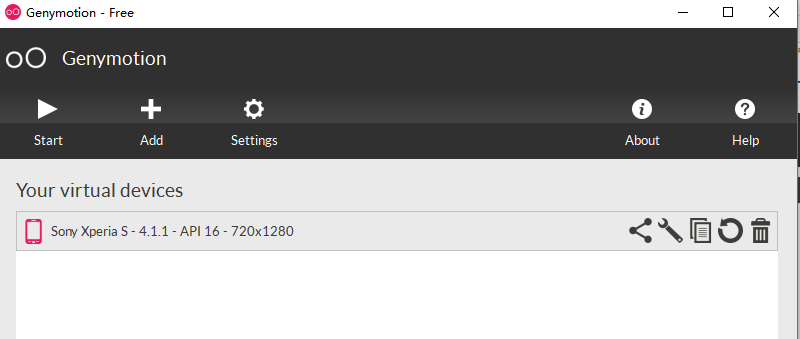 Genymotion - Free
Genymotion
Start Add Settings About Help
Your virtual devices
Sony Xperia S - 4.1.1 - API 16 - 720x1280